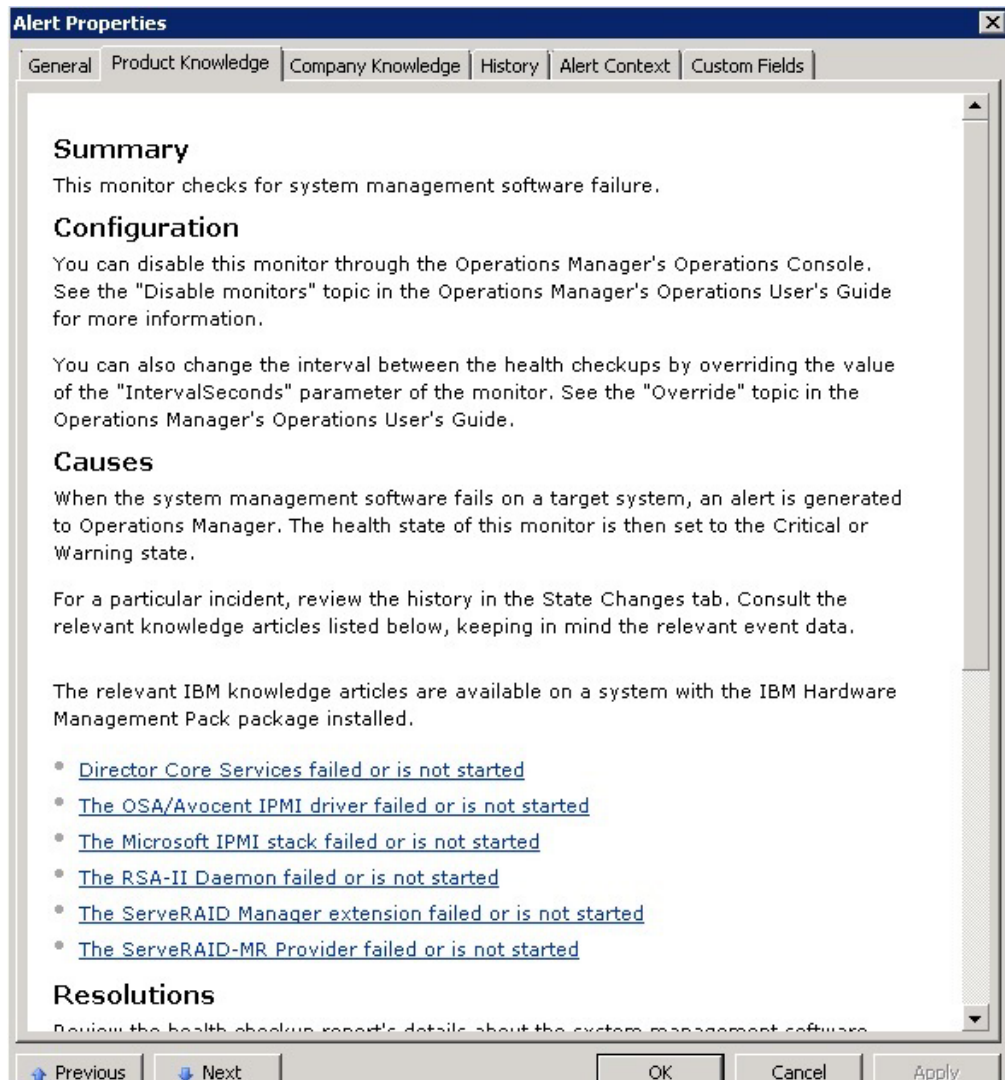 Alert Properties
General Product Knowledge Company Knowledge History Alert Context Custom Fields
Summary
This monitor checks for system management software failure.
Configuration
You can disable this monitor through the Operations Manager's Operations Console.
See the "Disable monitors" topic in the Operations Manager's Operations User's Guide
for more information.
You can also change the interval between the health checkups by overriding the value
of the "IntervalSeconds" parameter of the monitor. See the "Override" topic in the
Operations Manager's Operations User's Guide.
Causes
When the system management software fails on a target system, an alert is generated
to Operations Manager. The health state of this monitor is then set to the Critical or
Warning state.
For a particular incident, review the history in the State Changes tab. Consult the
relevant knowledge articles listed below, keeping in mind the relevant event data.
The relevant IBM knowledge articles are available on a system with the IBM Hardware
Management Pack package installed.
Director Core Services failed or is not started
The OSA/Avocent IPMI driver failed or is not started
The Microsoft IPMI stack failed or is not started
The RSA-II Daemon failed or is not started
The ServeRAID Manager extension failed or is not started
The ServeRAID-MR Provider failed or is not started
Resolutions
Review the health checkup report's details about the system management software
Previous Next OK Cancel Apply